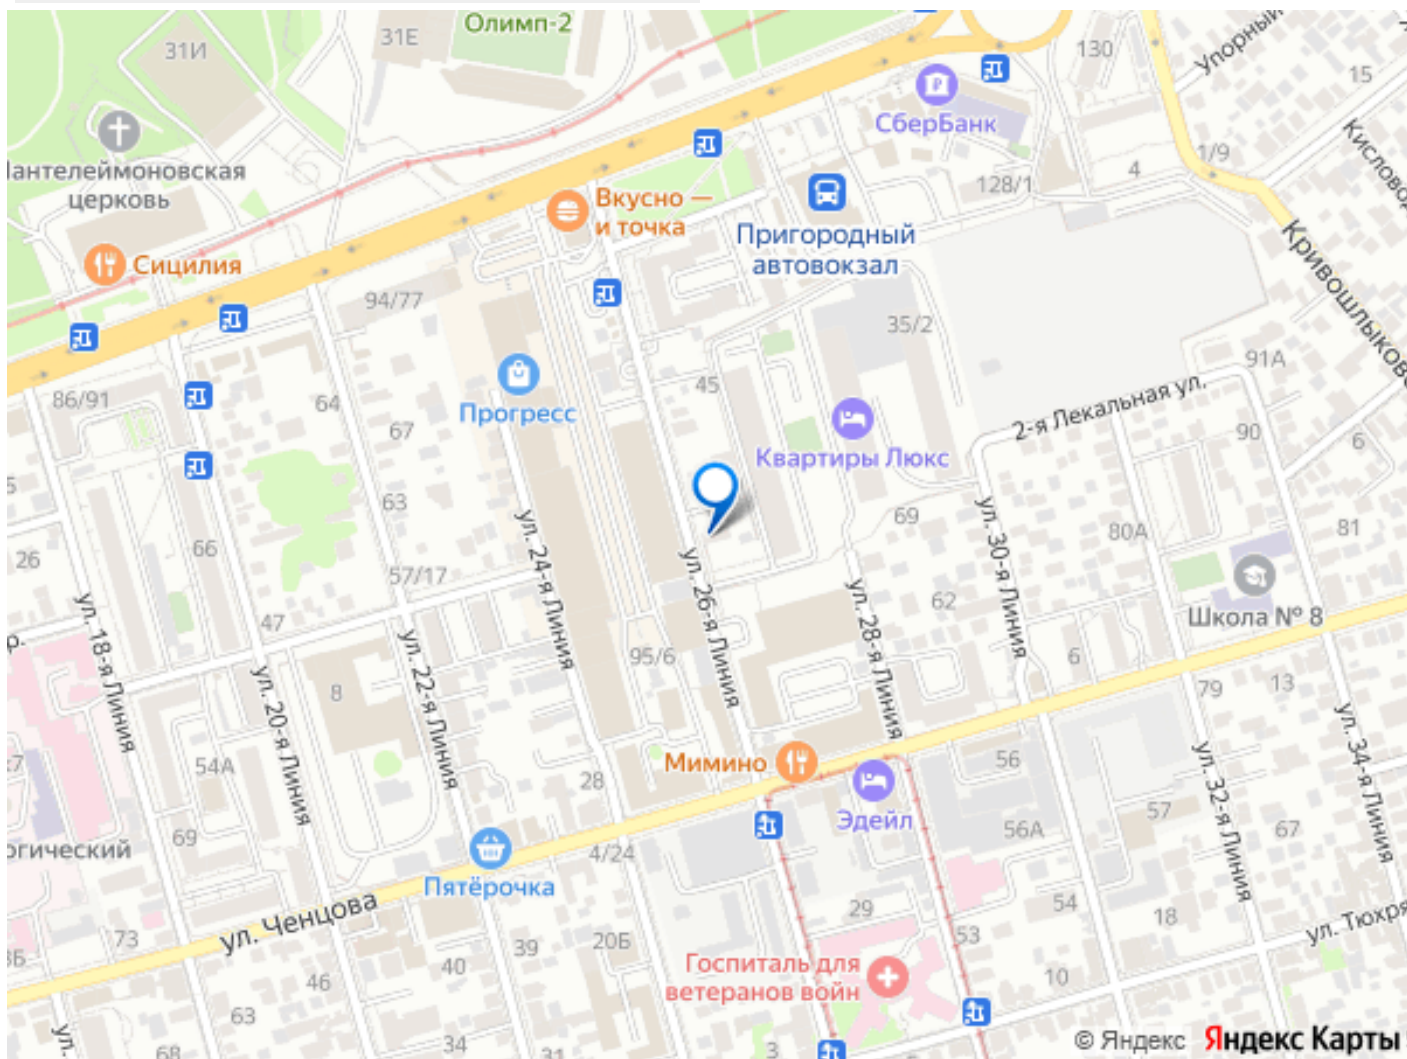 Олимп-2
31И
31Е
130
Упорный
15
СберБанк
Кисловод
1/9
4
128/1
Пантелеймоновская
церковь
Вкусно —
и точка
Пригородный
автовокзал
Сицилия
Кривошлыково
94/77
35/2
91А
86/91
64
67
Прогресс
45
2-я Лекальная ул.
90
6
Квартиры Люкс
5
63
69
80А
81
26
66
57/17
62
Школа № 8
47
ул. 18-я Линия
ул. 20-я Линия
ул. 22-я Линия
ул. 24-я Линия
ул. 26-я Линия
ул. 28-я Линия
ул. 30-я Линия
ул. 32-я Линия
ул. 34-я Линия
р.
8
95/6
6
79
13
54А
Мимино
56
28
Эдейл
57
67
69
56А
огический
4/24
Пятёрочка
ул. Ченцова
29
54
18
ул. Тюхря
73
39
20Б
53
40
Госпиталь для
ветеранов войн
10
46
63
34
31
3
68
ул.
© Яндекс Яндекс Карты